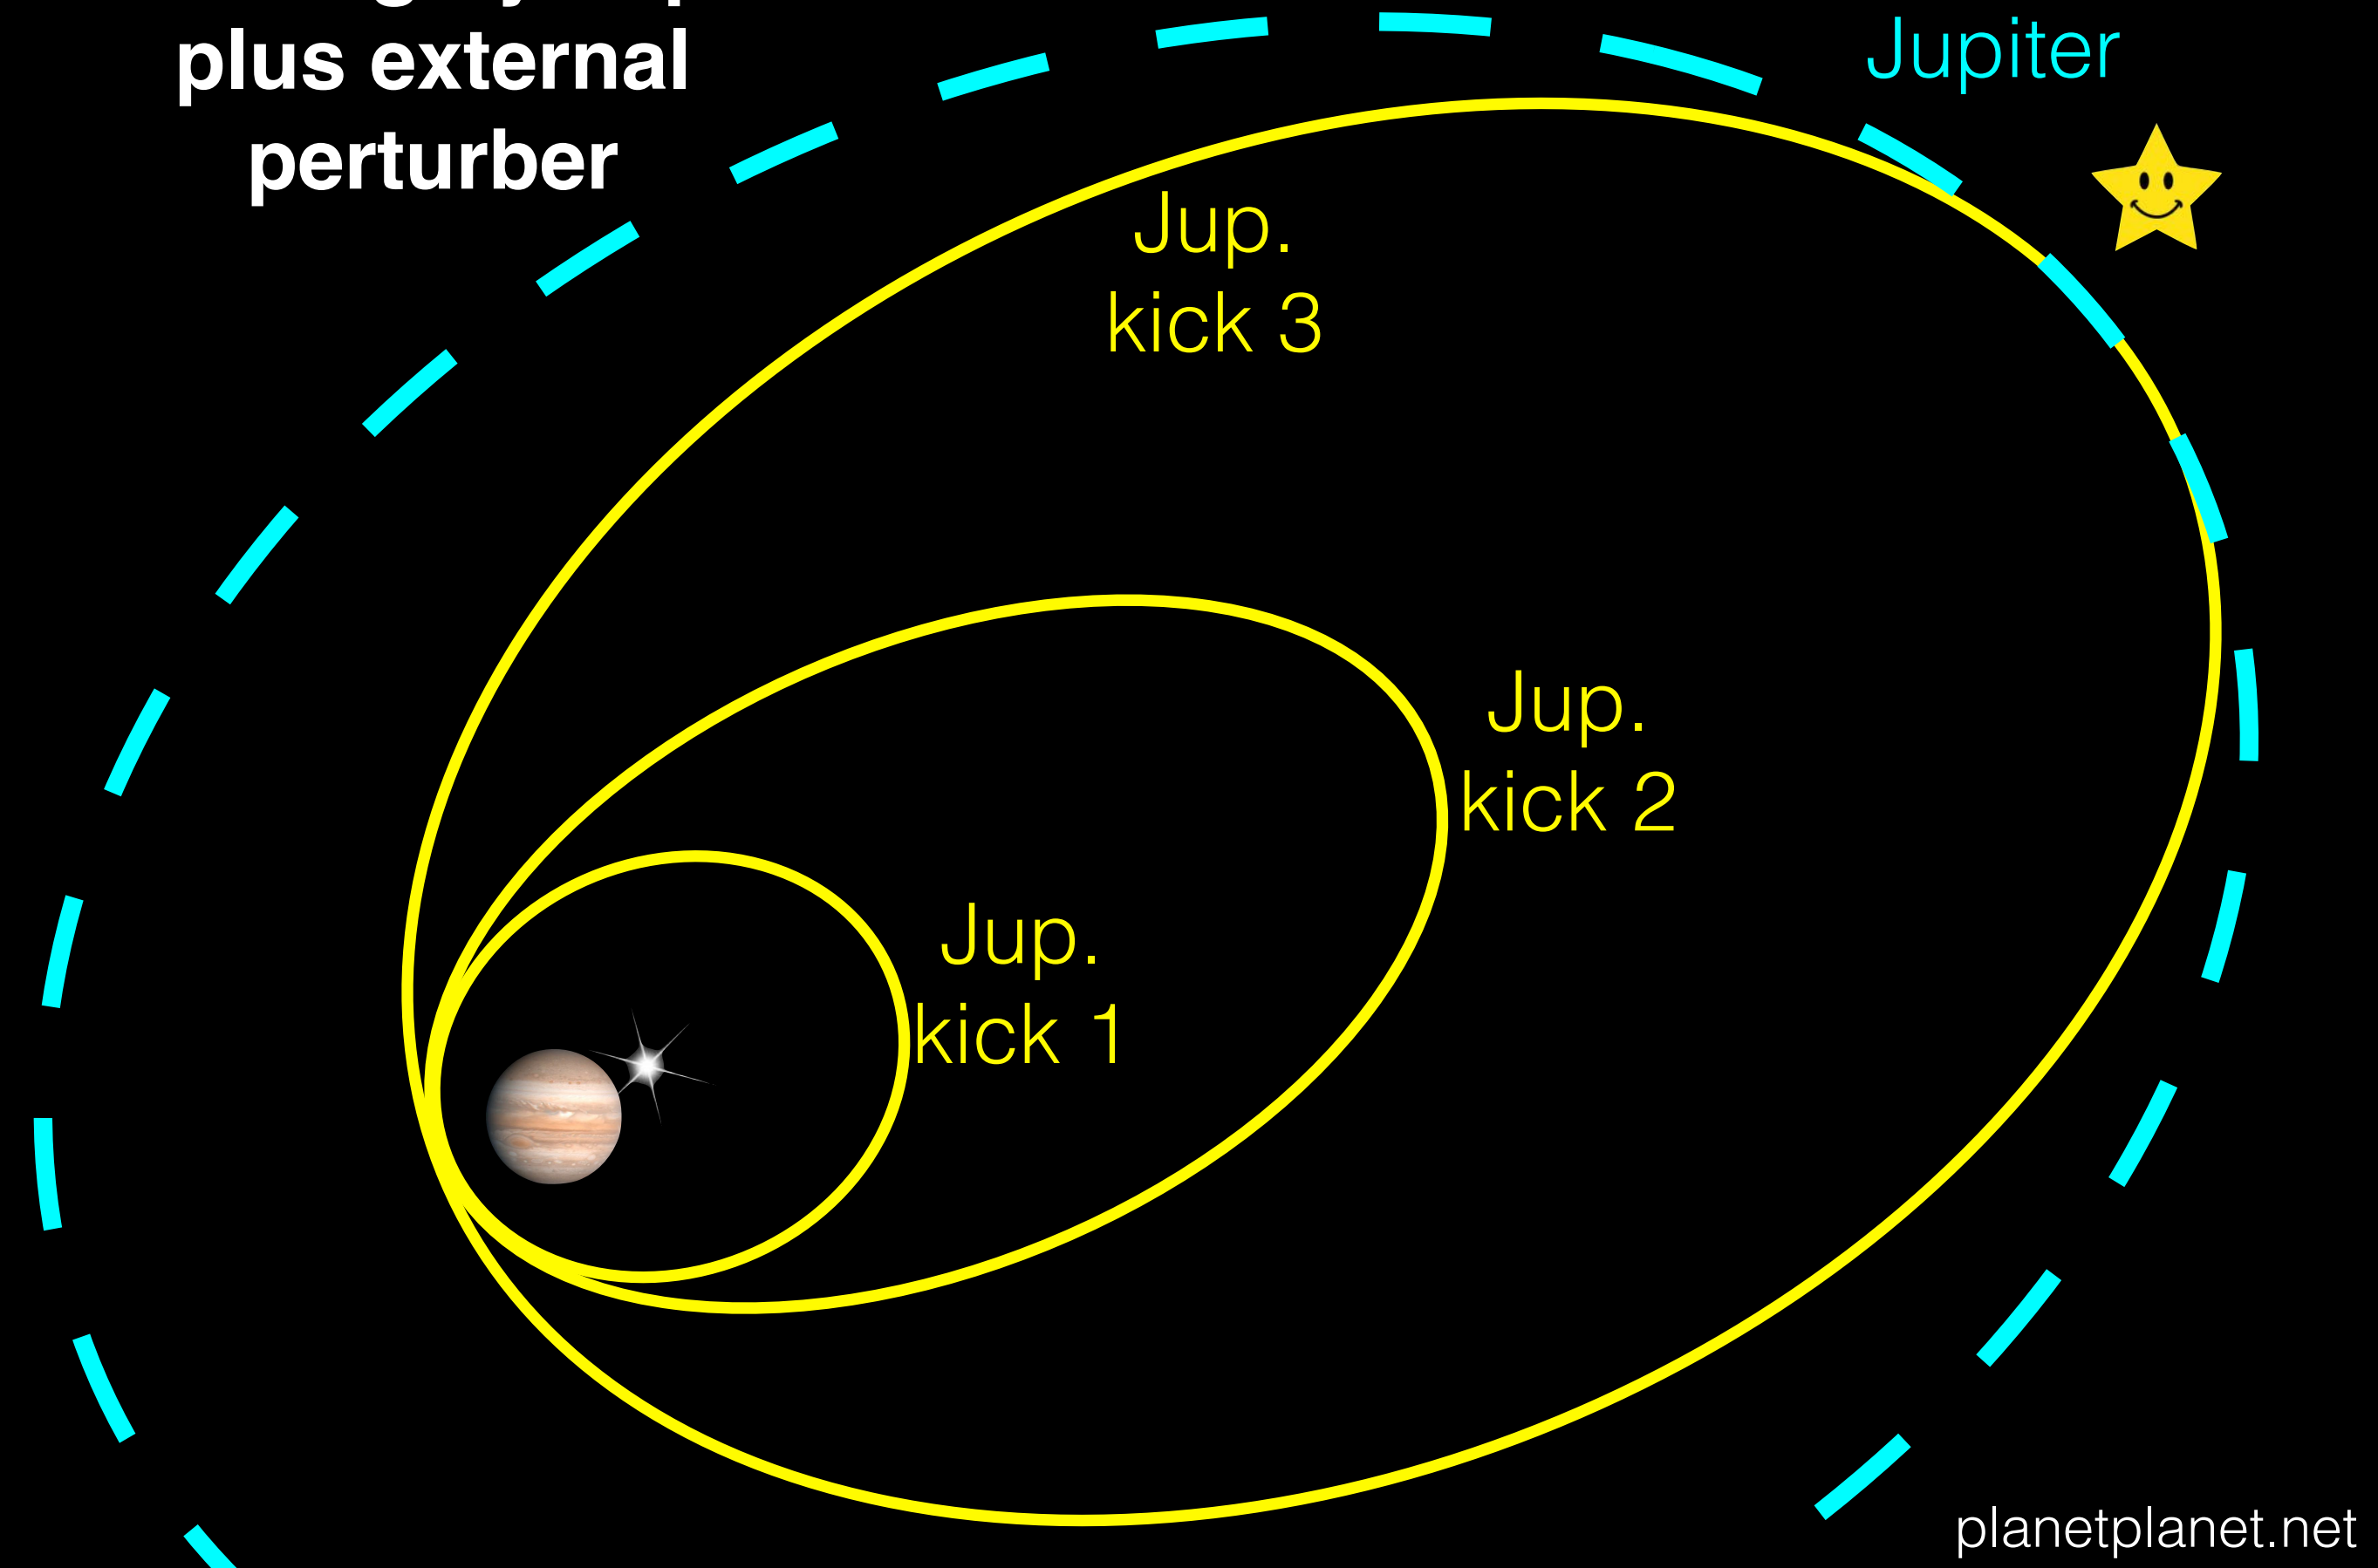 plus external
perturber
Jupiter
Jup.
kick 3
Jup.
kick 2
Jup.
kick 1
planetplanet.net